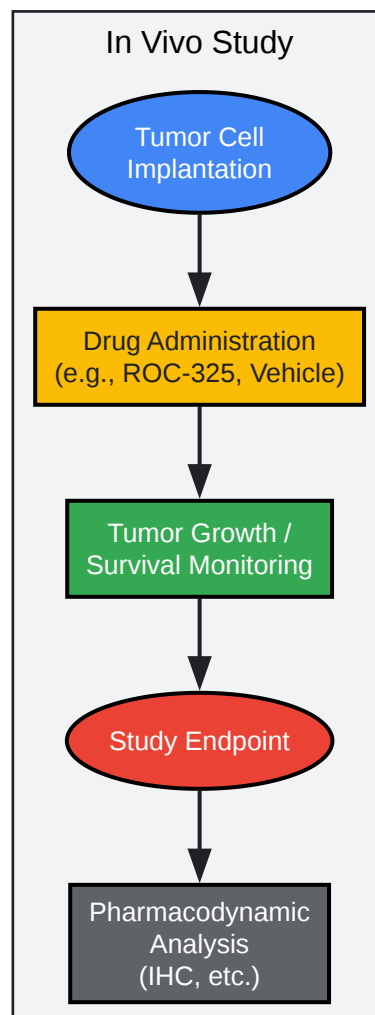 In Vivo Study
Tumor Cell
Implantation
Drug Administration
(e.g., ROC-325, Vehicle)
Tumor Growth /
Survival Monitoring
Study Endpoint
Pharmacodynamic
Analysis
(IHC, etc.)